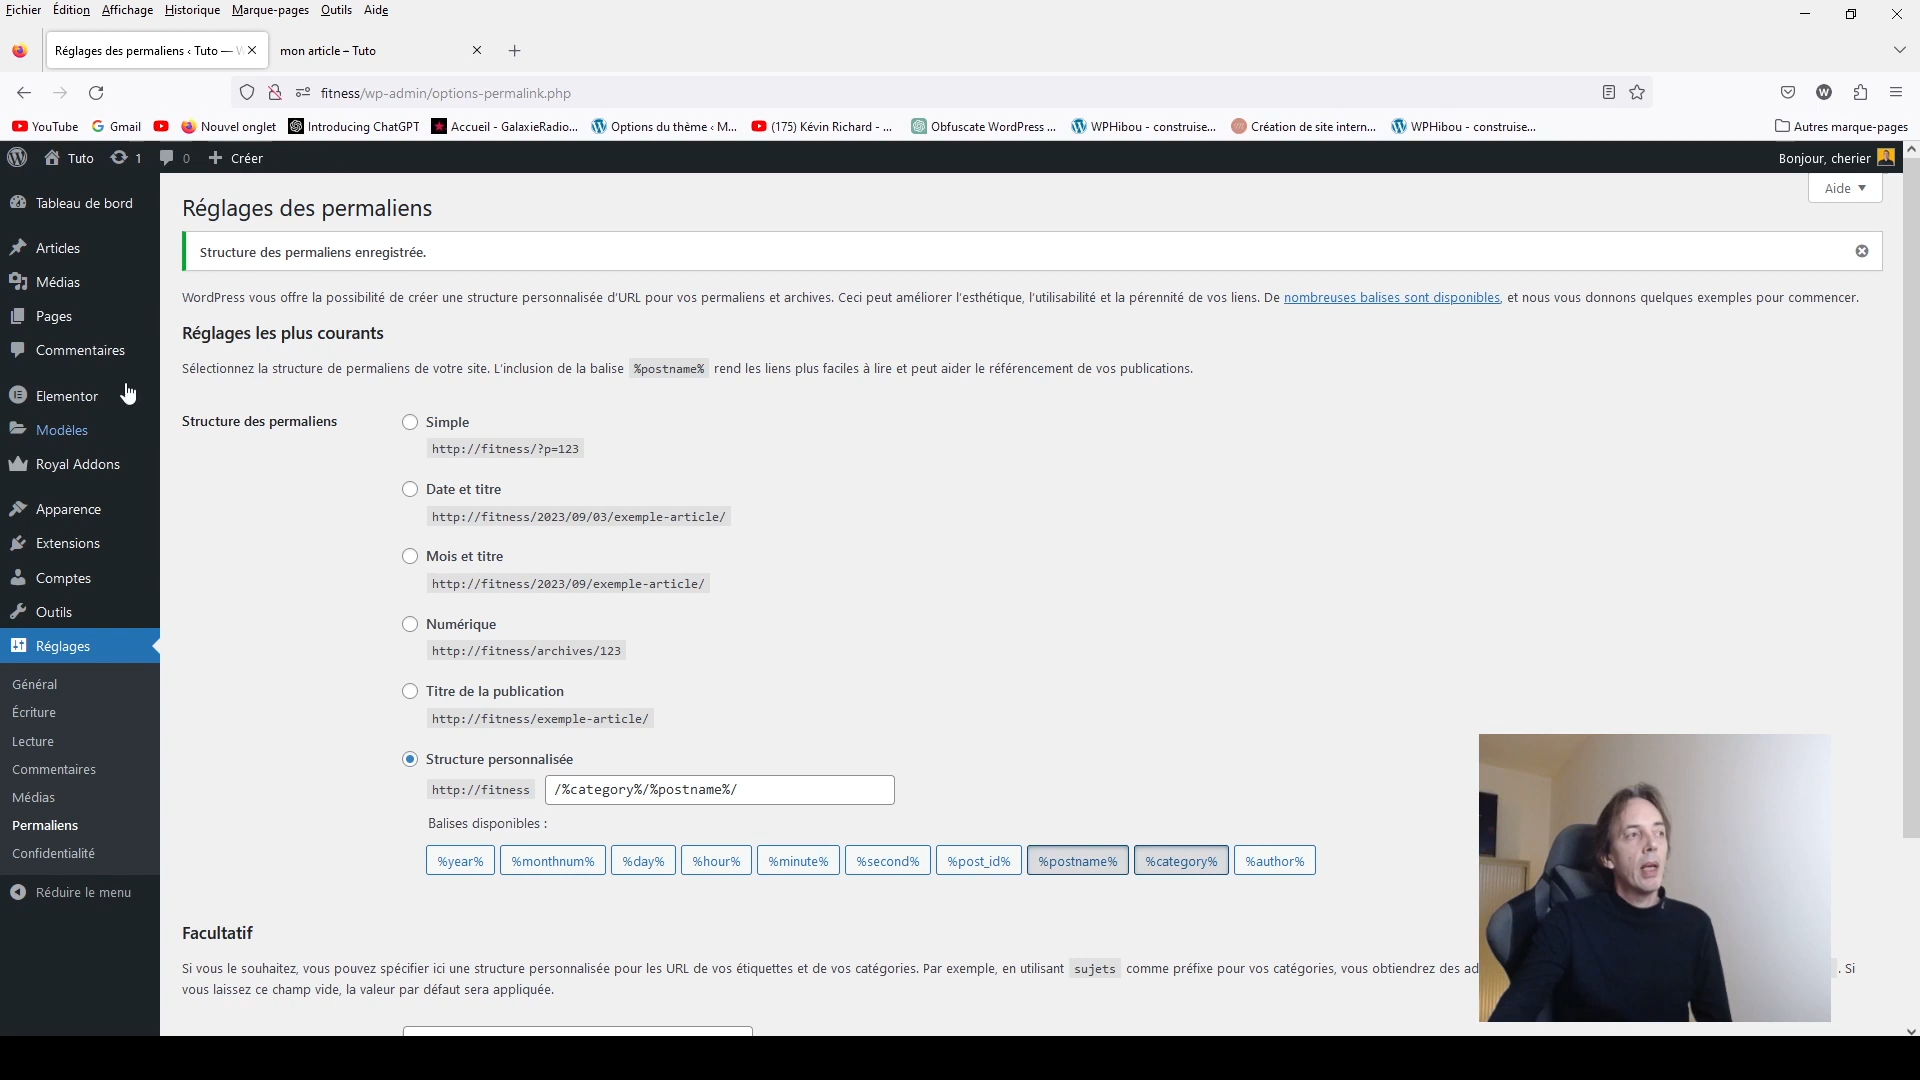 Fichier Édition Affichage Historique Marque-pages Outils Aide
Réglages des permaliens ‹ Tuto — W
mon article – Tuto
fitness/wp-admin/options-permalink.php
YouTube Gmail Nouvel onglet Introducing ChatGPT Accueil - GalaxieRadio... Options du thème ‹ M... (175) Kévin Richard - ... Obfuscate WordPress ... WPHibou - construise... Création de site intern... WPHibou - construise... Autres marque-pages
Tuto 1 0 Créer Bonjour, cherier
Aide
Tableau de bord
Articles
Médias
Pages
Commentaires
Elementor
Modèles
Royal Addons
Apparence
Extensions
Comptes
Outils
Réglages
Général
Écriture
Lecture
Commentaires
Médias
Permaliens
Confidentialité
Réduire le menu
Réglages des permaliens
Structure des permaliens enregistrée.
WordPress vous offre la possibilité de créer une structure personnalisée d'URL pour vos permaliens et archives. Ceci peut améliorer l'esthétique, l'utilisabilité et la pérennité de vos liens. De nombreuses balises sont disponibles, et nous vous donnons quelques exemples pour commencer.
Réglages les plus courants
Sélectionnez la structure de permaliens de votre site. L'inclusion de la balise %postname% rend les liens plus faciles à lire et peut aider le référencement de vos publications.
Structure des permaliens
Simple
http://fitness/?p=123
Date et titre
http://fitness/2023/09/03/exemple-article/
Mois et titre
http://fitness/2023/09/exemple-article/
Numérique
http://fitness/archives/123
Titre de la publication
http://fitness/exemple-article/
Structure personnalisée
http://fitness /%category%/%postname%/
Balises disponibles :
%year% %monthnum% %day% %hour% %minute% %second% %post_id% %postname% %category% %author%
Facultatif
Si vous le souhaitez, vous pouvez spécifier ici une structure personnalisée pour les URL de vos étiquettes et de vos catégories. Par exemple, en utilisant sujets comme préfixe pour vos catégories, vous obtiendrez des ad . Si
vous laissez ce champ vide, la valeur par défaut sera appliquée.